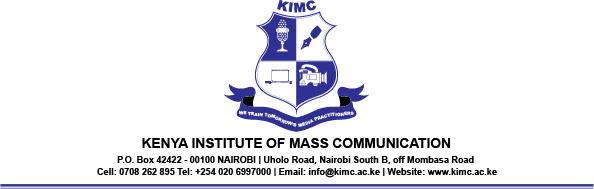 KIMC
WE TRAIN TOMORROWS MEDIA PRACTITIONERS
KENYA INSTITUTE OF MASS COMMUNICATION
P.O. Box 42422 - 00100 NAIROBI | Uholo Road, Nairobi South B, off Mombasa Road
Cell: 0708 262 895 Tel: +254 020 6997000 | Email: info@kimc.ac.ke | Website: www.kimc.ac.ke